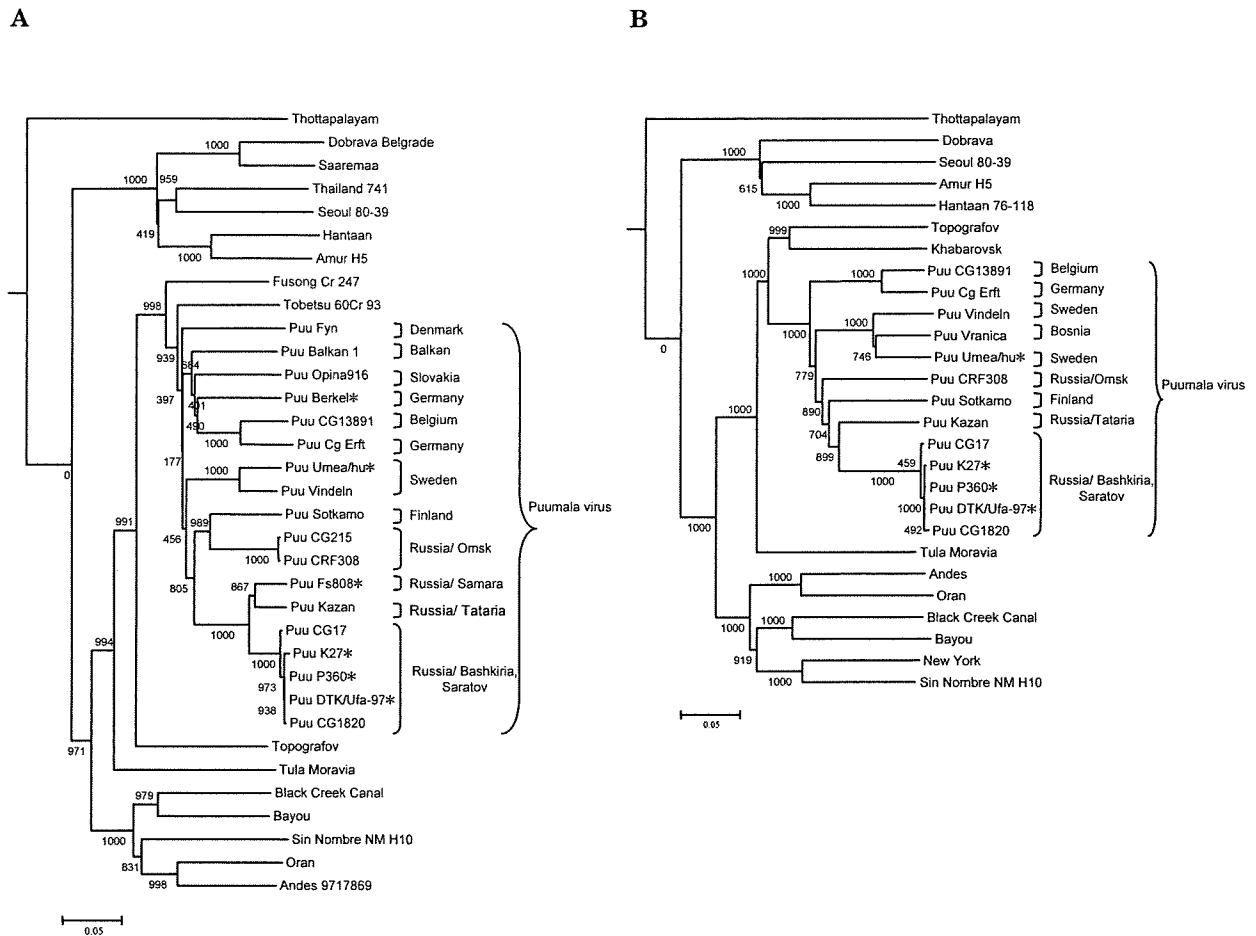 A
Thottapalayam
1000
Dobrava Belgrade
Saaremaa
1000
959
Thailand 741
Seoul 80-39
419
Hantaan
1000
Amur H5
Fusong Cr 247
998
Tobetsu 60Cr 93
Puu Fyn
Denmark
939
684
Puu Balkan 1
Balkan
Puu Opina916
Slovakia
397
491
Puu Berkel*
Germany
490
Puu CG13891
Belgium
1000
Puu Cg Erft
Germany
177
1000
Puu Umea/hu*
Sweden
Puu Vindeln
0
Puumala virus
989
Puu Sotkamo
Finland
991
456
Puu CG215
Russia/ Omsk
1000
Puu CRF308
805
867
Puu Fs808*
Russia/ Samara
Puu Kazan
Russia/ Tataria
1000
Puu CG17
994
Puu K27*
1000
Puu P360*
Russia/ Bashkiria,
Saratov
973
Puu DTK/Ufa-97*
938
Puu CG1820
971
Topografov
Tula Moravia
979
Black Creek Canal
Bayou
1000
Sin Nombre NM H10
831
Oran
998
Andes 9717869
0.05
B
Thottapalayam
Dobrava
1000
Seoul 80-39
615
Amur H5
1000
Hantaan 76-118
999
Topografov
Khabarovsk
1000
1000
Puu CG13891
Belgium
Puu Cg Erft
Germany
1000
Puu Vindeln
Sweden
1000
Puu Vranica
Bosnia
0
746
Puu Umea/hu*
Sweden
779
Puu CRF308
Russia/Omsk
Puumala virus
1000
890
Puu Sotkamo
Finland
704
Puu Kazan
Russia/Tataria
899
Puu CG17
459
Puu K27*
1000
Puu P360*
Russia/ Bashkiria,
Saratov
1000
Puu DTK/Ufa-97*
1000
492
Puu CG1820
Tula Moravia
1000
Andes
Oran
1000
1000
Black Creek Canal
Bayou
919
New York
1000
Sin Nombre NM H10
0.05